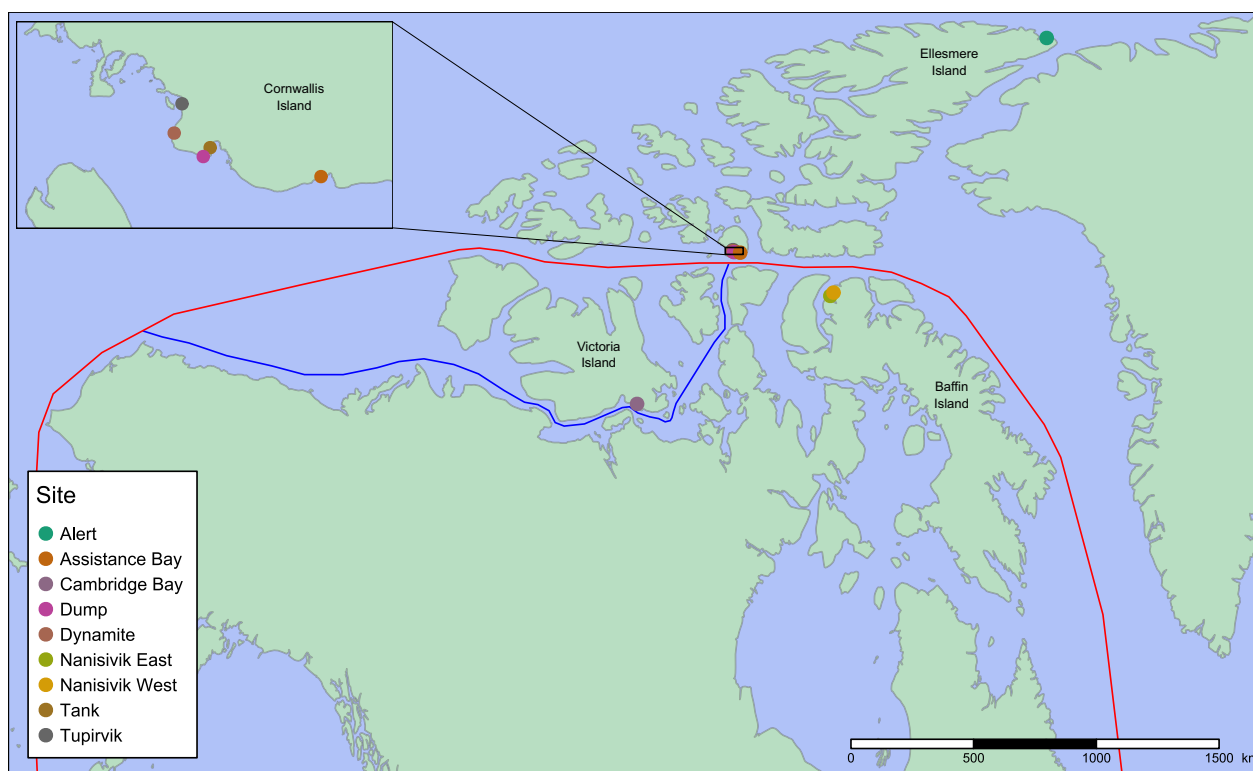 Cornwallis
Island
Ellesmere
Island
Victoria
Island
Baffin
Island
Site
Alert
Assistance Bay
Cambridge Bay
Dump
Dynamite
Nanisivik East
Nanisivik West
Tank
Tupirvik
0 500 1000 1500 km